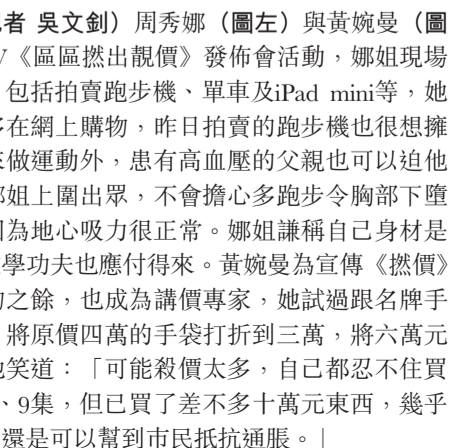 者 吳文釗）周秀娜（圖左）與黃婉曼（圖
V《區區撚出靚價》發佈會活動，娜姐現場
，包括拍賣跑步機、單車及iPad mini等，她
多在網上購物，昨日拍賣的跑步機也很想擁
來做運動外，患有高血壓的父親也可以迫他
娜姐上圍出眾，不會擔心多跑步令胸部下墮
因為地心吸力很正常。娜姐謙稱自己身材是
學功夫也應付得來。黃婉曼為宣傳《撚價》
之餘，也成為講價專家，她試過跟名牌手
將原價四萬的手袋打折到三萬，將六萬元
她笑道：「可能殺價太多，自己都忍不住買
、9集，但已買了差不多十萬元東西，幾乎
還是可以幫到市民抵抗通脹。」